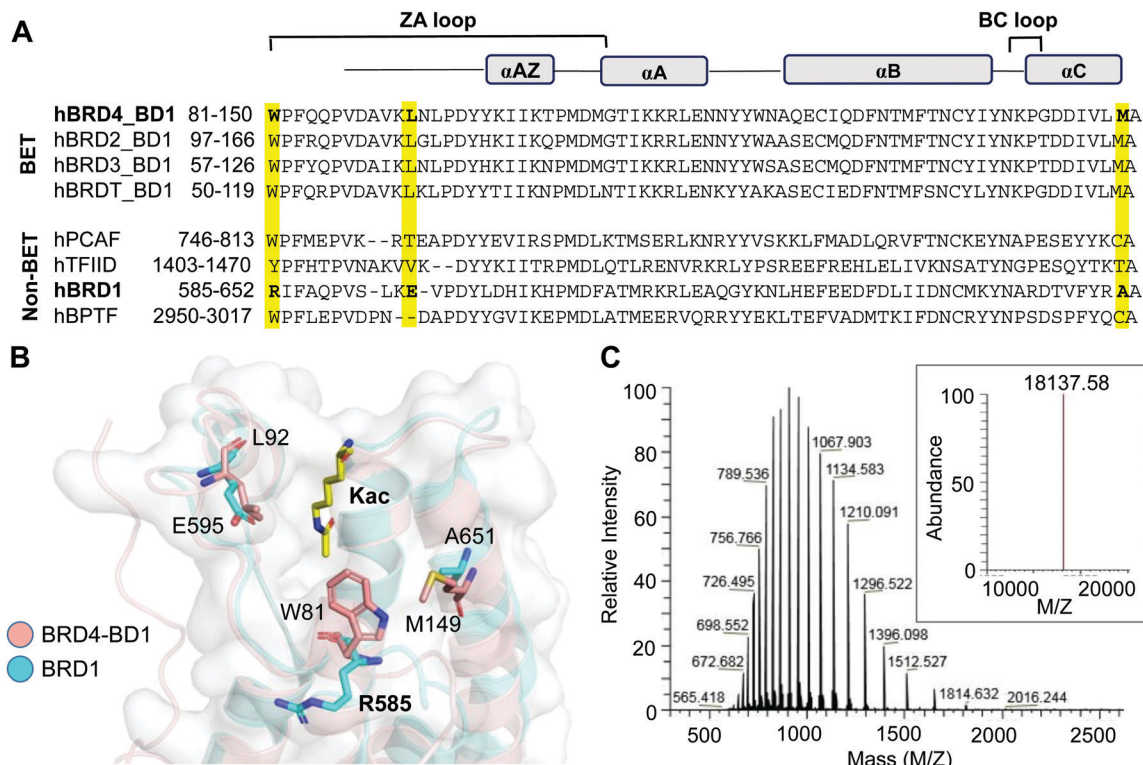 A
ZA loop
BC loop
αAZ
αA
αB
αC
BET
hBRD4_BD1 81-150 WPFQQPVDAVKLNLPDYYKIIKTPMDMGTIKKRLENNYYWNAQECIQDFNTMFTNCYIYNKPGDDIVLMA
hBRD2_BD1 97-166 WPFRQPVDAVKLGLPDYHKIIKQPMDMGTIKRRLENNYYWAASECMQDFNTMFTNCYIYNKPTDDIVLMA
hBRD3_BD1 57-126 WPFYQPVDAIKLNLPDYHKIIKNPMDMGTIKKRLENNYYWSASECMQDFNTMFTNCYIYNKPTDDIVLMA
hBRDT_BD1 50-119 WPFQRPVDAVKLKLPDYYTIIKNPMDLNTIKKRLENKYYAKASECIEDFNTMFSNCYLYNKPGDDIVLMA
Non-BET
hPCAF 746-813 WPFMEPVK--RTEAPDYYEVIRSPMDLKTMSERLKNRYYVSKKLFMADLQRVFTNCKEYNAPESEYYKCA
hTFIID 1403-1470 YPFHTPVNAKVVK--DYYKIITRPMDLQTLRENVRKRLYPSREEFREHLELIVKNSATYNGPESQYTKTA
hBRD1 585-652 RIFAQPVS-LKE-VPDYLDHIKHPMDFATMRKRLEAQGYKNLHEFEEDFDLIIDNCMKYNARDTVFYRAA
hBPTF 2950-3017 WPFLEPVDPN--DAPDYYGVIKEPMDLATMEERVQRRYYEKLTEFVADMTKIFDNCRYYNPSDSPFYQCA
B
L92
Kac
E595
A651
W81
M149
R585
BRD4-BD1
BRD1
C
Relative Intensity
100
80
60
40
20
0
1067.903
789.536
1134.583
1210.091
756.766
1296.522
726.495
698.552
1396.098
672.682
1512.527
565.418
1814.632
2016.244
500
1000
1500
2000
2500
Mass (M/Z)
18137.58
Abundance
100
50
0
10000
20000
M/Z